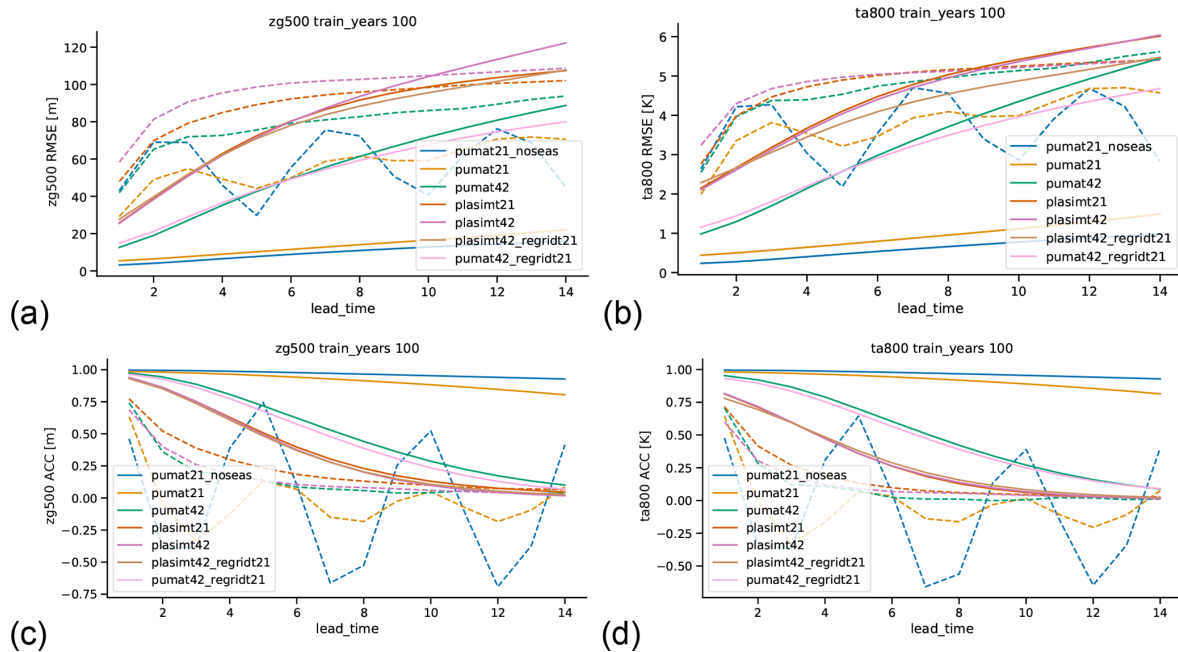 zg500 train_years 100
120
100
80
60
40
20
0
zg500 RMSE [m]
pumat21_noseas
pumat21
pumat42
plasimt21
plasimt42
plasimt42_regridt21
pumat42_regridt21
2 4 6 8 10 12 14
lead_time
(a)
ta800 train_years 100
6
5
4
3
2
1
0
ta800 RMSE [K]
pumat21_noseas
pumat21
pumat42
plasimt21
plasimt42
plasimt42_regridt21
pumat42_regridt21
2 4 6 8 10 12 14
lead_time
(b)
zg500 train_years 100
1.00
0.75
0.50
0.25
0.00
−0.25
−0.50
−0.75
zg500 ACC [m]
pumat21_noseas
pumat21
pumat42
plasimt21
plasimt42
plasimt42_regridt21
pumat42_regridt21
2 4 6 8 10 12 14
lead_time
(c)
ta800 train_years 100
1.00
0.75
0.50
0.25
0.00
−0.25
−0.50
ta800 ACC [K]
pumat21_noseas
pumat21
pumat42
plasimt21
plasimt42
plasimt42_regridt21
pumat42_regridt21
2 4 6 8 10 12 14
lead_time
(d)